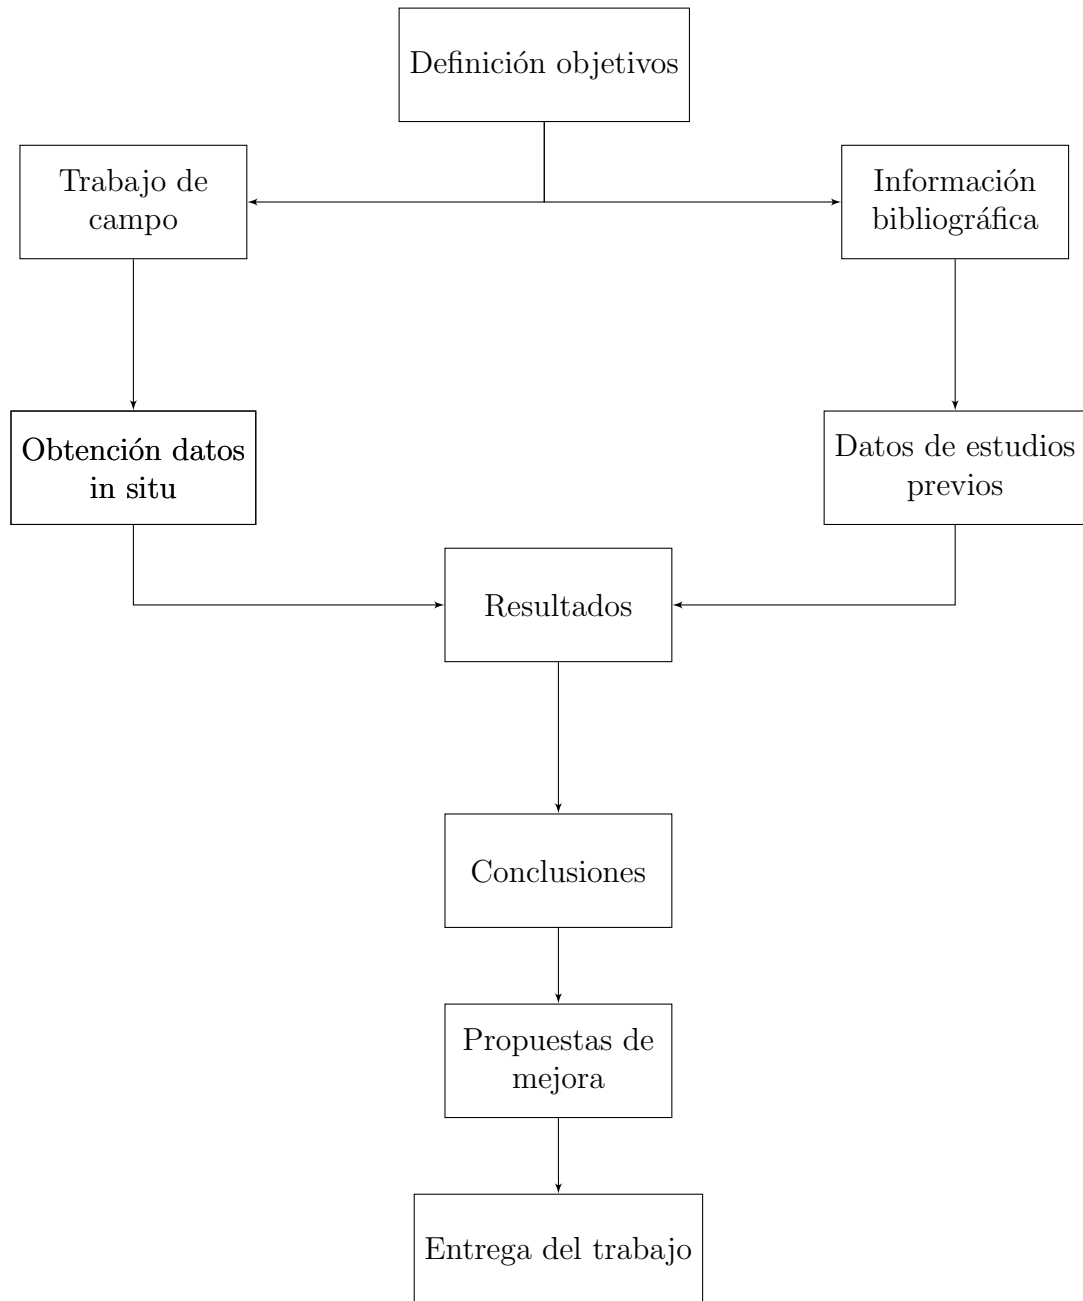 Definición objetivos
Trabajo de
campo
Información
bibliográfica
Obtención datos
in situ
Datos de estudios
previos
Resultados
Conclusiones
Propuestas de
mejora
Entrega del trabajo